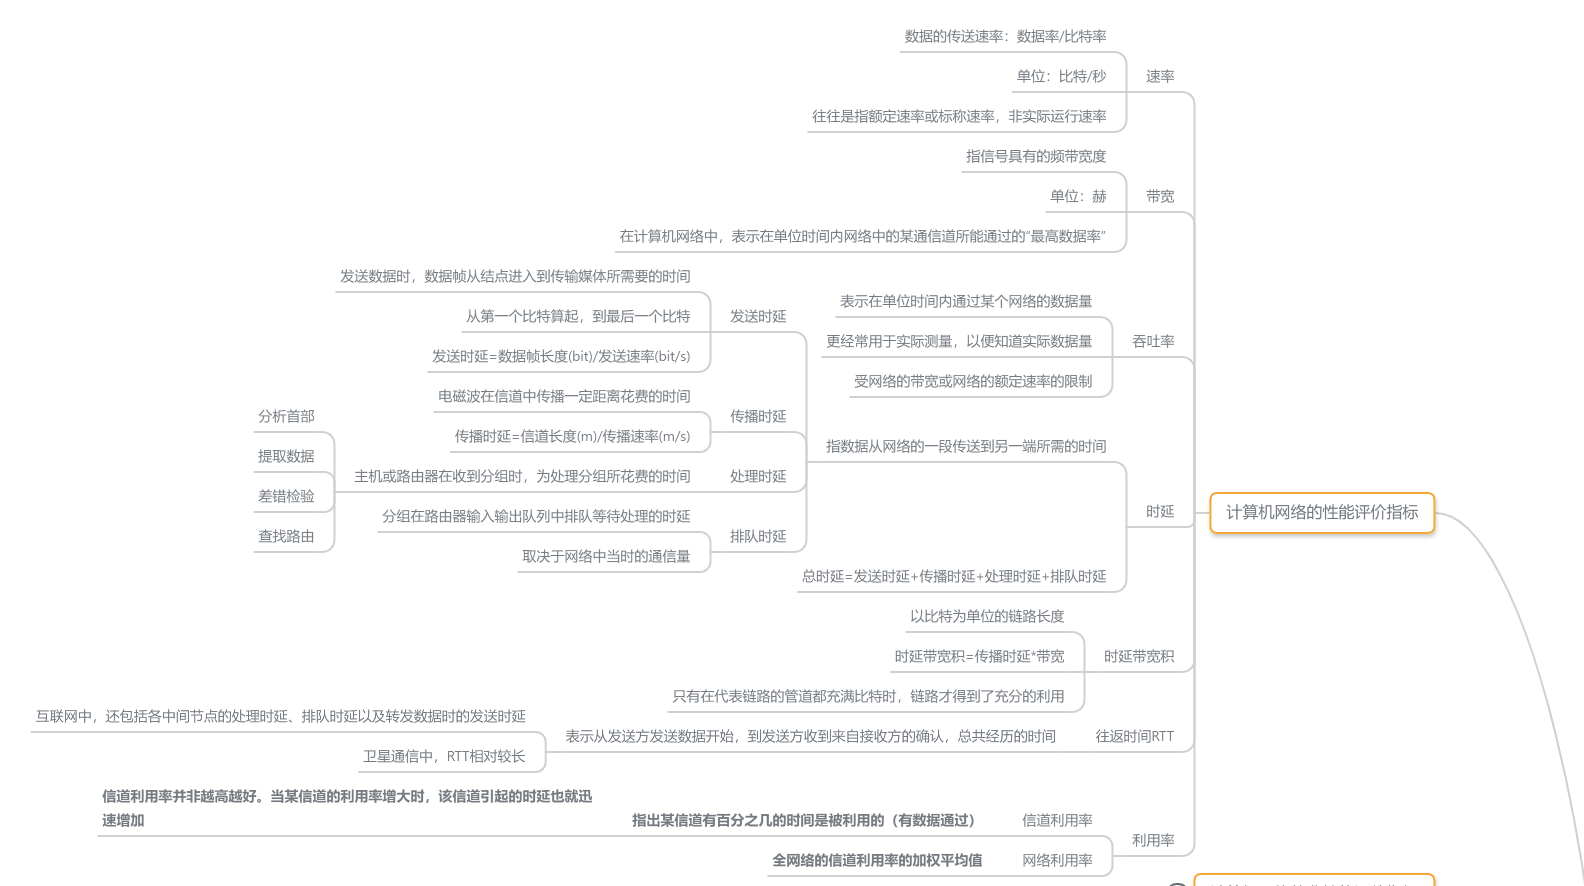 数据的传送速率：数据率/比特率
单位：比特/秒
速率
往往是指额定速率或标称速率，非实际运行速率
指信号具有的频带宽度
单位：赫
带宽
在计算机网络中，表示在单位时间内网络中的某通信道所能通过的“最高数据率”
发送数据时，数据帧从结点进入到传输媒体所需要的时间
从第一个比特算起，到最后一个比特
发送时延
发送时延=数据帧长度(bit)/发送速率(bit/s)
表示在单位时间内通过某个网络的数据量
更经常用于实际测量，以便知道实际数据量
吞吐率
受网络的带宽或网络的额定速率的限制
电磁波在信道中传播一定距离花费的时间
传播时延
传播时延=信道长度(m)/传播速率(m/s)
指数据从网络的一段传送到另一端所需的时间
分析首部
提取数据
差错检验
查找路由
主机或路由器在收到分组时，为处理分组所花费的时间
处理时延
分组在路由器输入输出队列中排队等待处理的时延
排队时延
取决于网络中当时的通信量
时延
计算机网络的性能评价指标
总时延=发送时延+传播时延+处理时延+排队时延
以比特为单位的链路长度
时延带宽积=传播时延*带宽
时延带宽积
只有在代表链路的管道都充满比特时，链路才得到了充分的利用
互联网中，还包括各中间节点的处理时延、排队时延以及转发数据时的发送时延
表示从发送方发送数据开始，到发送方收到来自接收方的确认，总共经历的时间
往返时间RTT
卫星通信中，RTT相对较长
信道利用率并非越高越好。当某信道的利用率增大时，该信道引起的时延也就迅
速增加
指出某信道有百分之几的时间是被利用的（有数据通过）
信道利用率
利用率
全网络的信道利用率的加权平均值
网络利用率